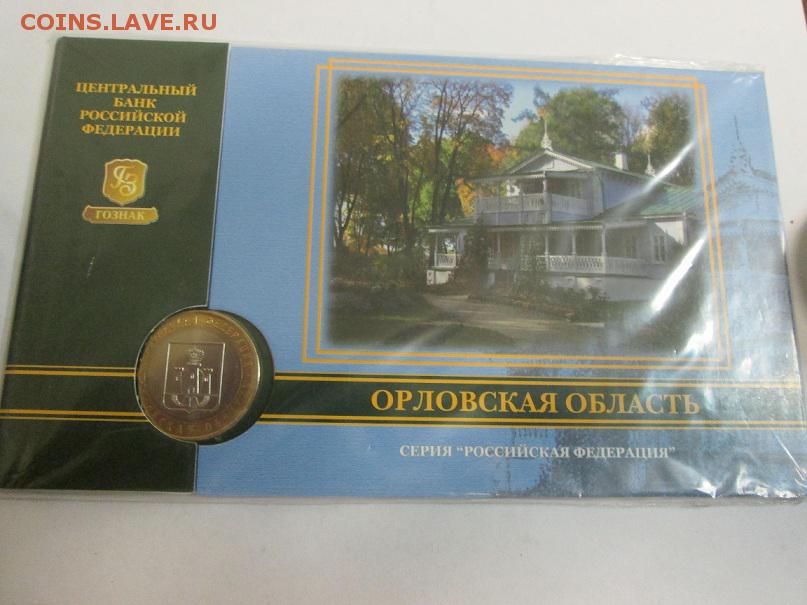 COINS.LAVE.RU
ЦЕНТРАЛЬНЫЙ
БАНК
РОССИЙСКОЙ
ФЕДЕРАЦИИ
ГОЗНАК
ОРЛОВСКАЯ ОБЛАСТЬ
СЕРИЯ "РОССИЙСКАЯ ФЕДЕРАЦИЯ"